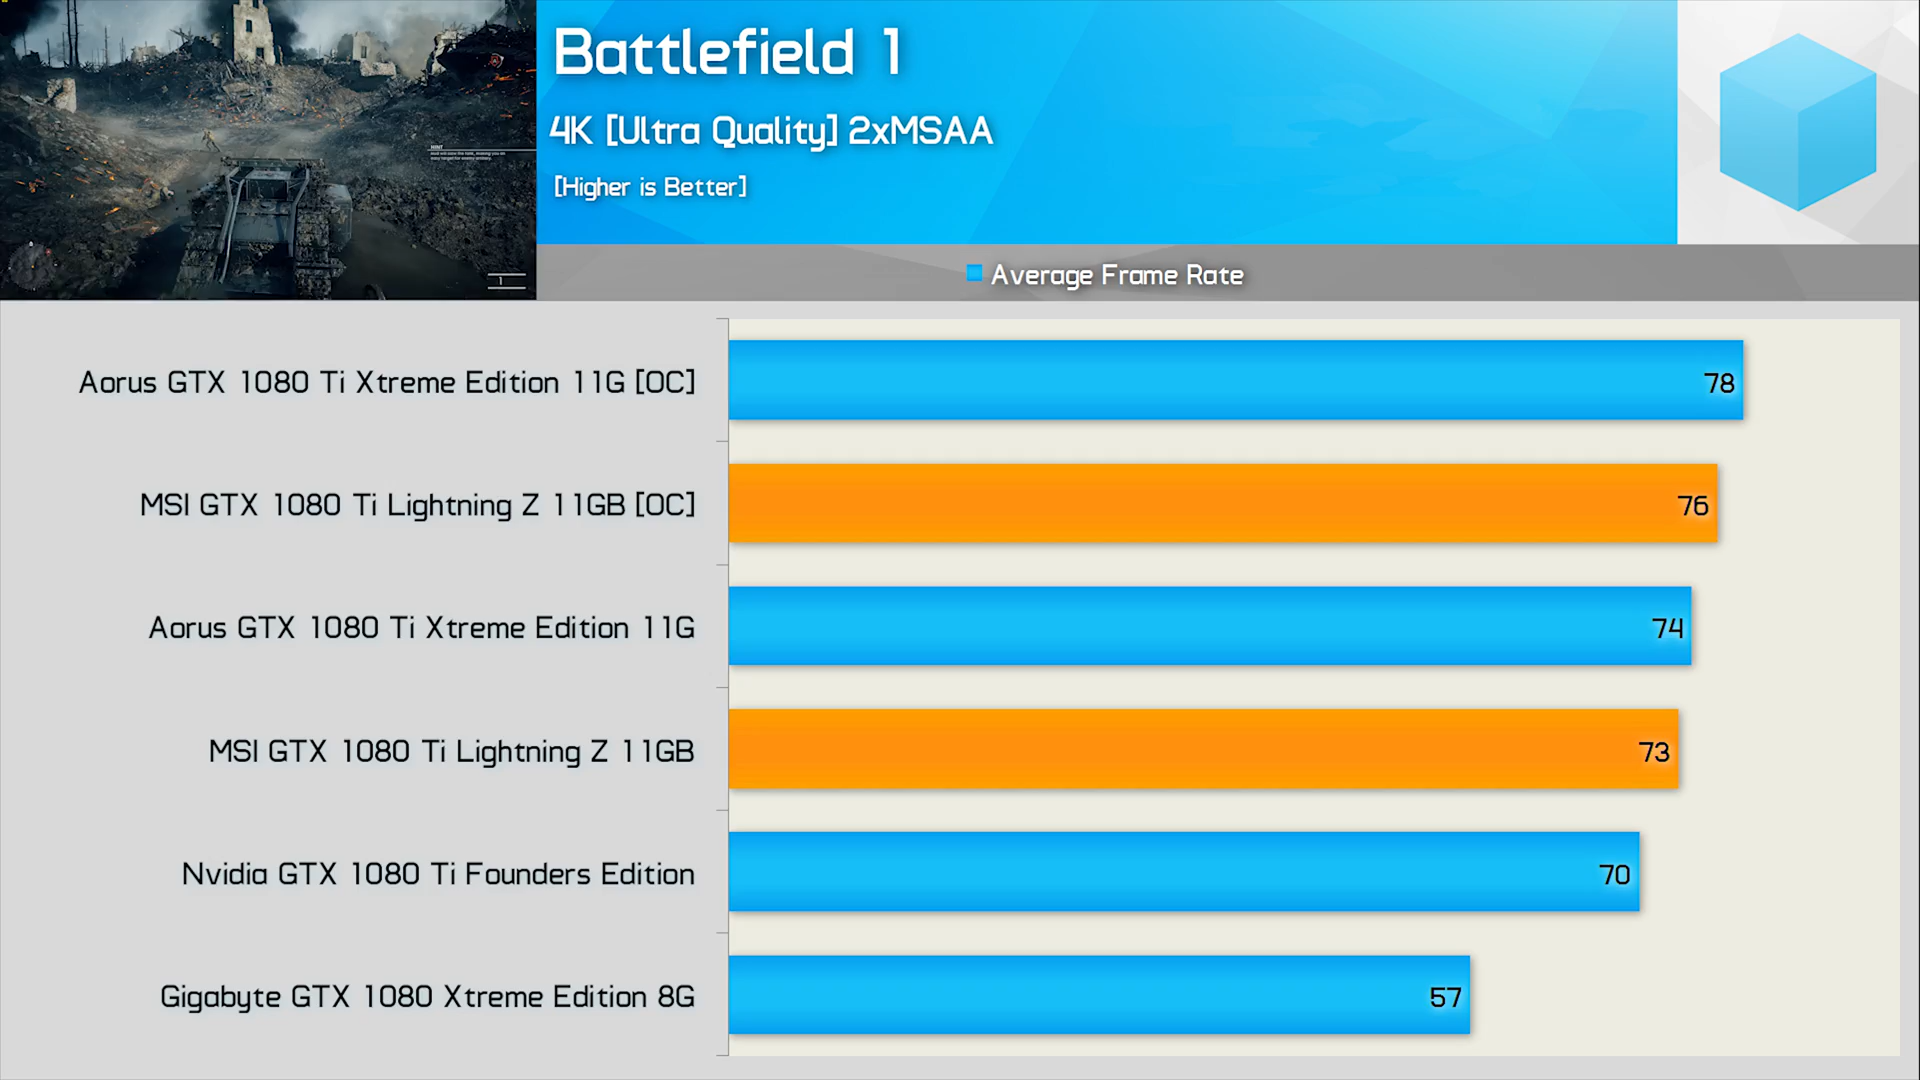 Battlefield 1
4K [Ultra Quality] 2xMSAA
[Higher is Better]
HINT
1
Average Frame Rate
Aorus GTX 1080 Ti Xtreme Edition 11G [OC]
78
MSI GTX 1080 Ti Lightning Z 11GB [OC]
76
Aorus GTX 1080 Ti Xtreme Edition 11G
74
MSI GTX 1080 Ti Lightning Z 11GB
73
Nvidia GTX 1080 Ti Founders Edition
70
Gigabyte GTX 1080 Xtreme Edition 8G
57